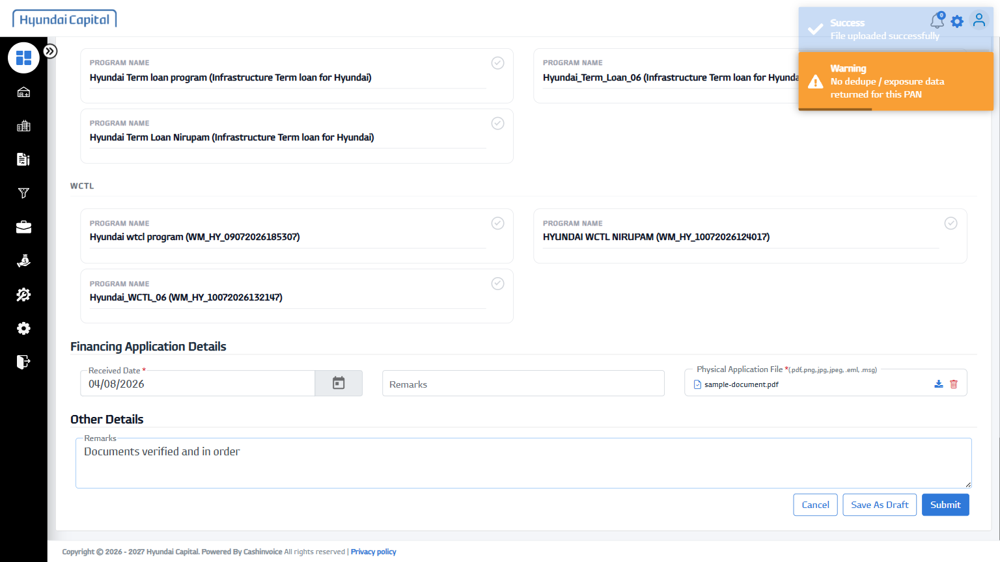 Hyundai Capital
0
Success
File uploaded successfully
Warning
No dedupe / exposure data
returned for this PAN
PROGRAM NAME
Hyundai Term loan program (Infrastructure Term loan for Hyundai)
PROGRAM NAME
Hyundai_Term_Loan_06 (Infrastructure Term loan for Hyunda
PROGRAM NAME
Hyundai Term Loan Nirupam (Infrastructure Term loan for Hyundai)
WCTL
PROGRAM NAME
Hyundai wtcl program (WM_HY_09072026185307)
PROGRAM NAME
HYUNDAI WCTL NIRUPAM (WM_HY_10072026124017)
PROGRAM NAME
Hyundai_WCTL_06 (WM_HY_10072026132147)
Financing Application Details
Received Date *
04/08/2026
Remarks
Physical Application File *(.pdf,png,jpg,jpeg, .eml, .msg)
sample-document.pdf
Other Details
Remarks
Documents verified and in order
Cancel
Save As Draft
Submit
Copyright © 2026 - 2027 Hyundai Capital. Powered By Cashinvoice All rights reserved | Privacy policy